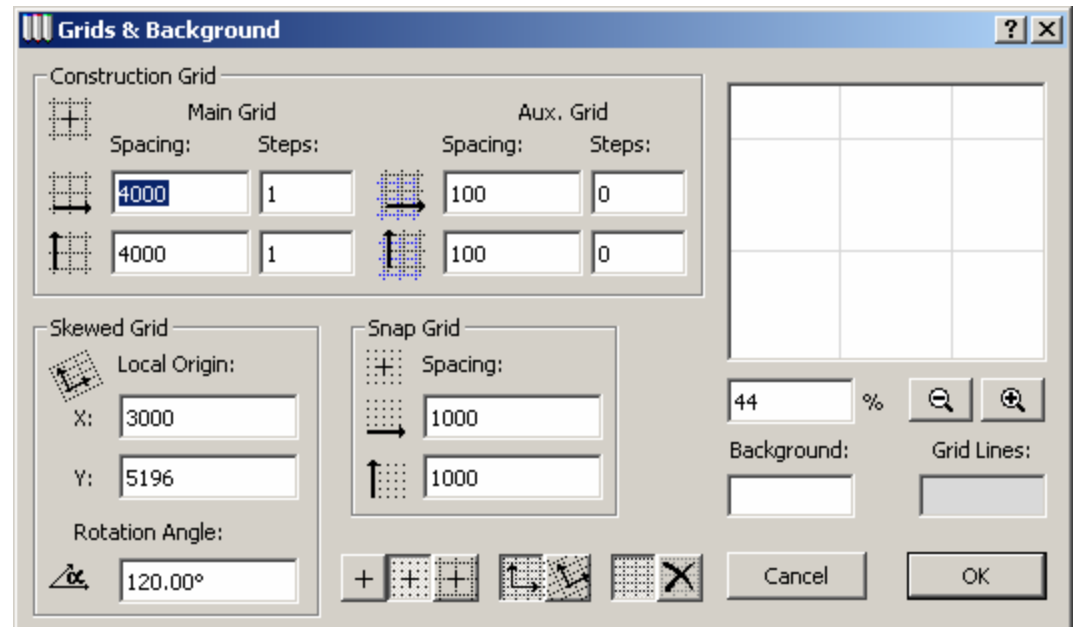 Grids & Background
Construction Grid
Main Grid Aux. Grid
Spacing: Steps: Spacing: Steps:
4000 1 100 0
4000 1 100 0
Skewed Grid
Local Origin:
X: 3000
Y: 5196
Rotation Angle:
α 120.00°
Snap Grid
Spacing:
1000
1000
44 %
Background: Grid Lines:
Cancel OK